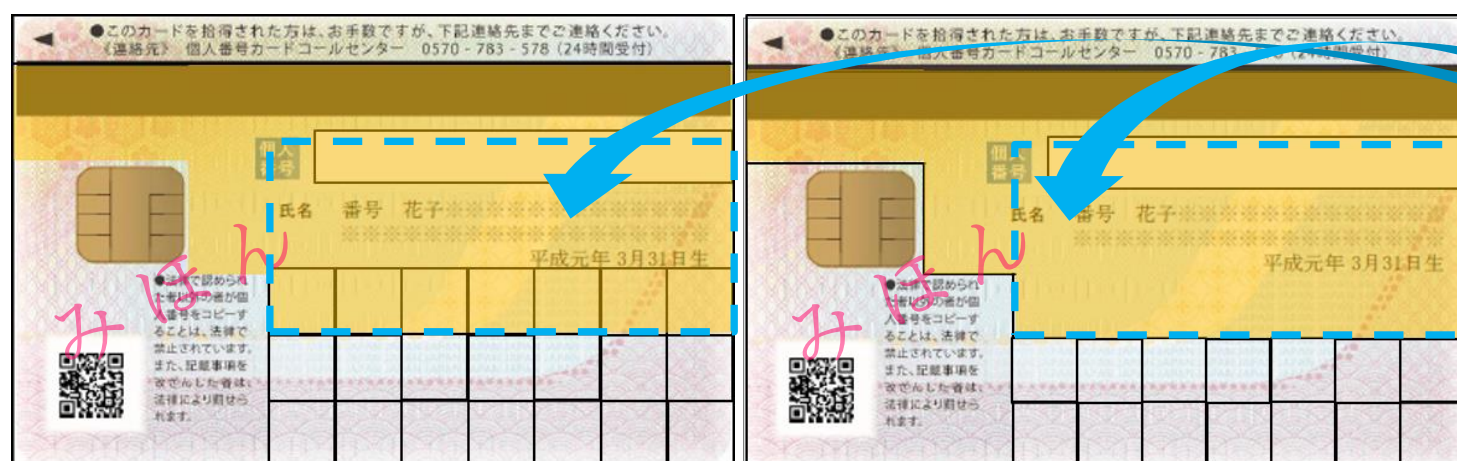 ●このカードを拾得された方は、お手数ですが、下記連絡先までご連絡ください。
《連絡先》 個人番号カードコールセンター 0570-783-578 (24時間受付)
個人
番号
氏名 番号 花子※※※※※※※※※※※※※
※※※※※※※※※※※※※※※※※※
平成元年 3月31日生
●法律で認められ
た者以外の者が個
人番号をコピーす
ることは、法律で
禁止されています。
また、記載事項を
改ざんした者は、
法律により罰せら
れます。
みほん
●このカードを拾得された方は、お手数ですが、下記連絡先までご連絡ください。
《連絡先》 個人番号カードコールセンター 0570-783- (24時間受付)
個人
番号
氏名 番号 花子※※※※※※※※※※※※※
※※※※※※※※※※※※※※※※※※
平成元年 3月31日生
●法律で認められ
た者以外の者が個
人番号をコピーす
ることは、法律で
禁止されています。
また、記載事項を
改ざんした者は、
法律により罰せら
れます。
みほん